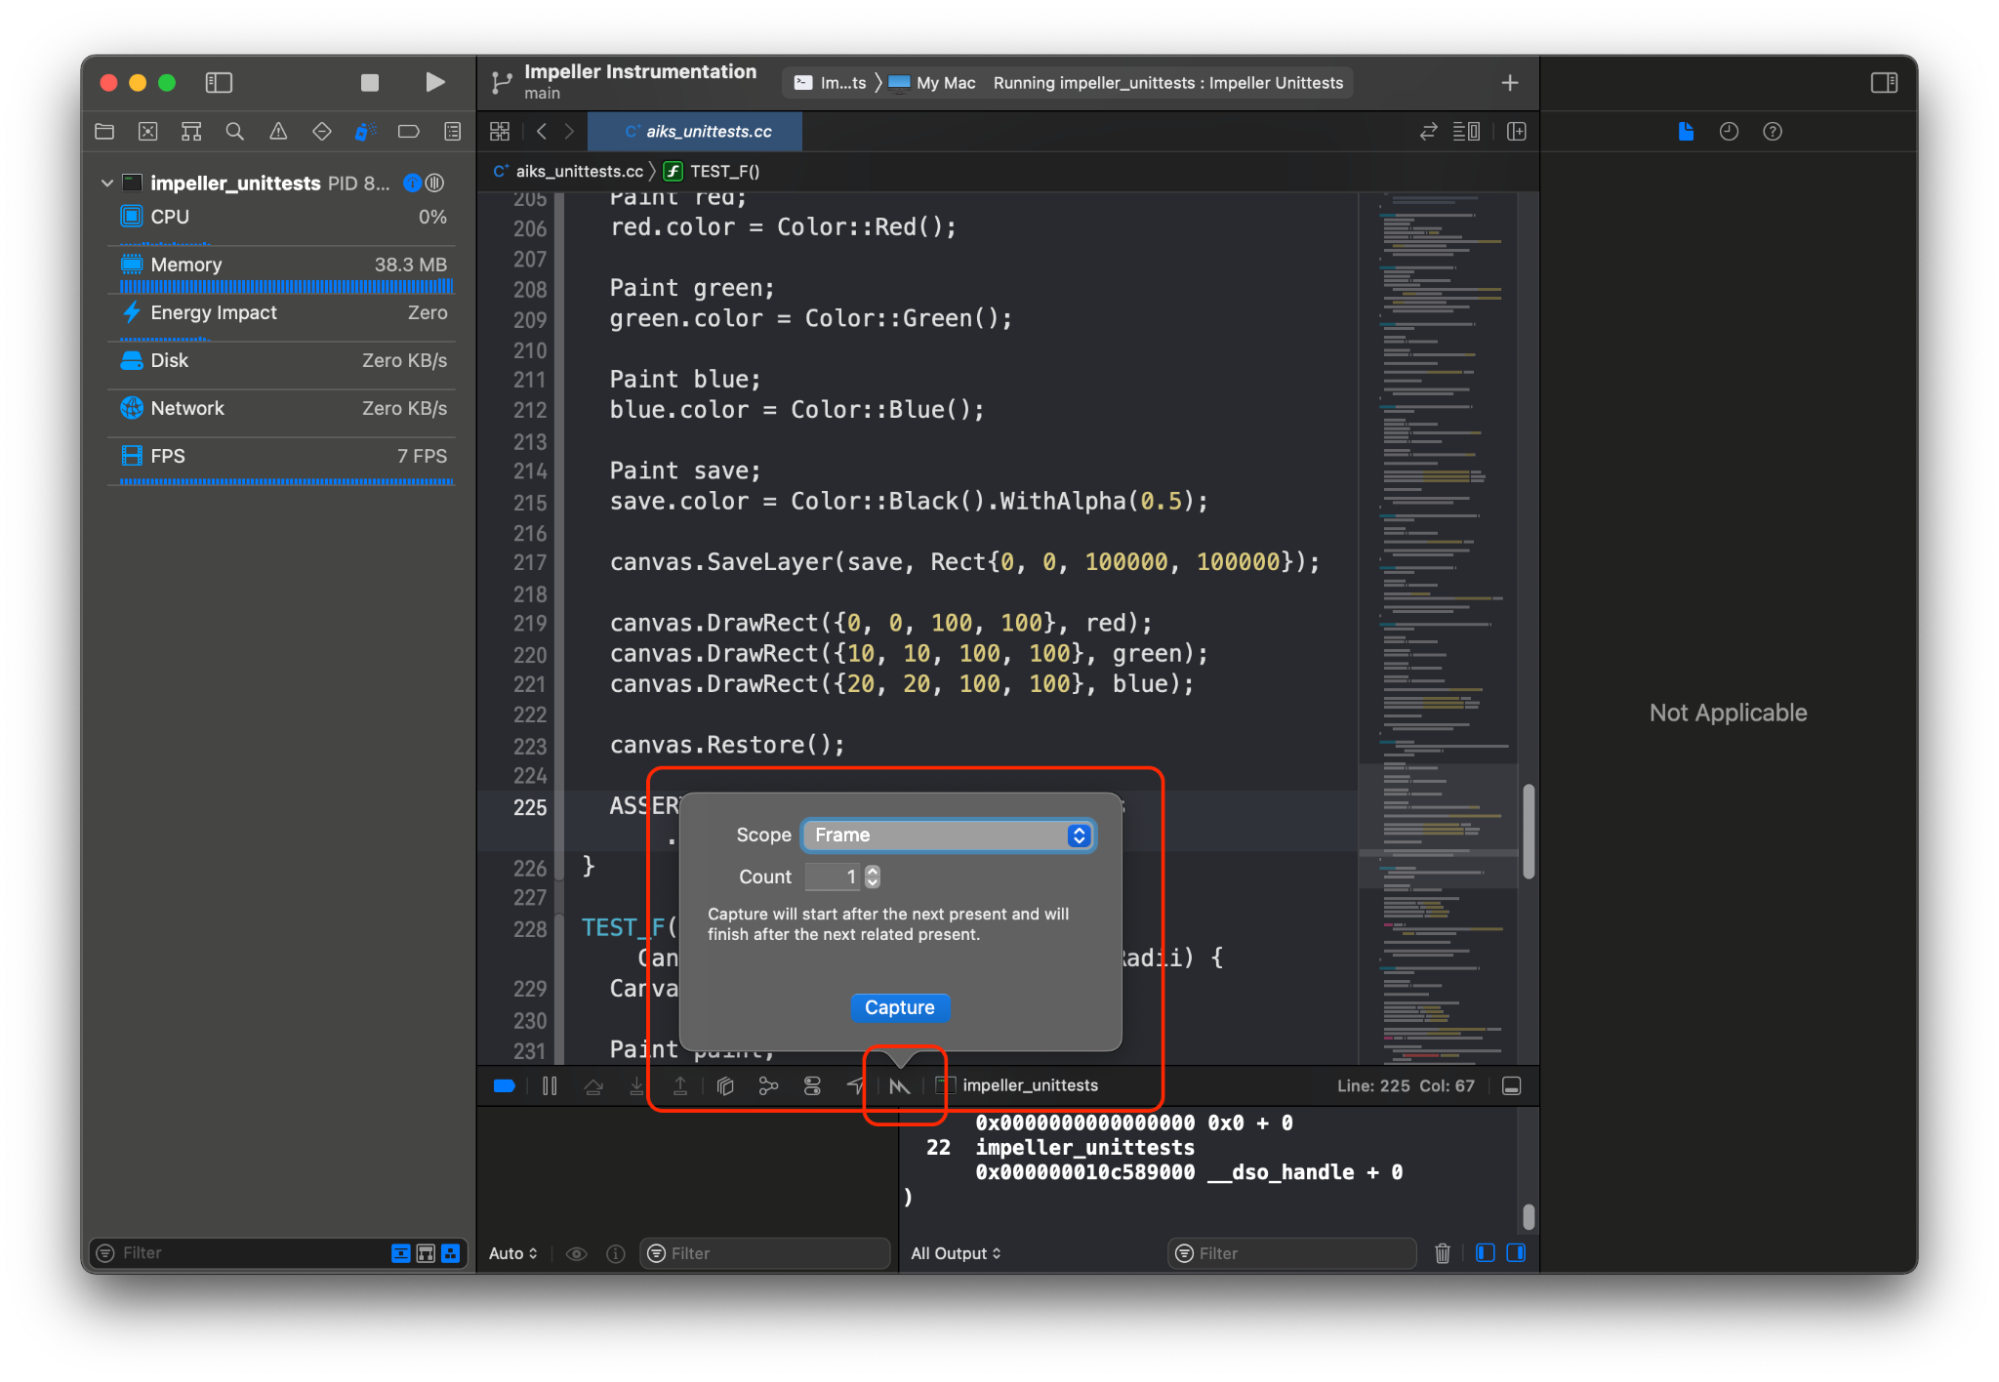 Impeller Instrumentation
main
Im...ts 〉 My Mac Running impeller_unittests : Impeller Unittests
C⁺ aiks_unittests.cc
C⁺ aiks_unittests.cc 〉 f TEST_F()
impeller_unittests PID 8...
CPU 0%
Memory 38.3 MB
Energy Impact Zero
Disk Zero KB/s
Network Zero KB/s
FPS 7 FPS
Filter
205 Paint red;
206 red.color = Color::Red();
207
208 Paint green;
209 green.color = Color::Green();
210
211 Paint blue;
212 blue.color = Color::Blue();
213
214 Paint save;
215 save.color = Color::Black().WithAlpha(0.5);
216
217 canvas.SaveLayer(save, Rect{0, 0, 100000, 100000});
218
219 canvas.DrawRect({0, 0, 100, 100}, red);
220 canvas.DrawRect({10, 10, 100, 100}, green);
221 canvas.DrawRect({20, 20, 100, 100}, blue);
222
223 canvas.Restore();
224
225 ASSER
.
226 }
227
228 TEST_F(
Can Radii) {
229 Canva
230
231 Paint paint;
Scope Frame
Count 1
Capture will start after the next present and will
finish after the next related present.
Capture
impeller_unittests
Line: 225 Col: 67
0x0000000000000000 0x0 + 0
22 impeller_unittests
0x000000010c589000 __dso_handle + 0
)
Auto
Filter
All Output
Filter
Not Applicable